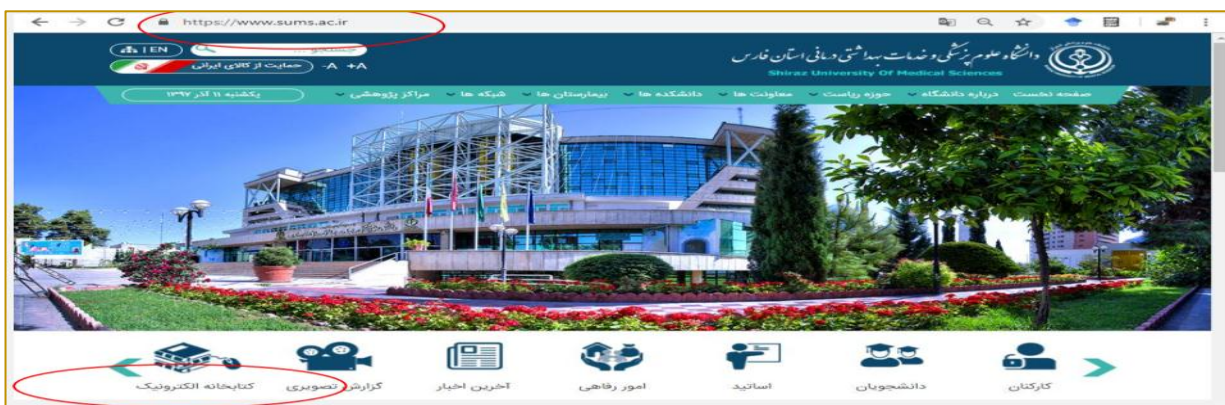 https://www.sums.ac.ir
دانشگاه علوم پزشکی و خدمات بهداشتی درمانی استان فارس
Shiraz University Of Medical Sciences
جستجو ...
| EN
-A +A
حمایت از کالای ایرانی
صفحه نخست درباره دانشگاه حوزه ریاست معاونت ها دانشکده ها بیمارستان ها شبکه ها مراکز پژوهشی
یکشنبه ۱۱ آذر ۱۳۹۷
کارکنان دانشجویان اساتید امور رفاهی آخرین اخبار گزارش تصویری کتابخانه الکترونیک